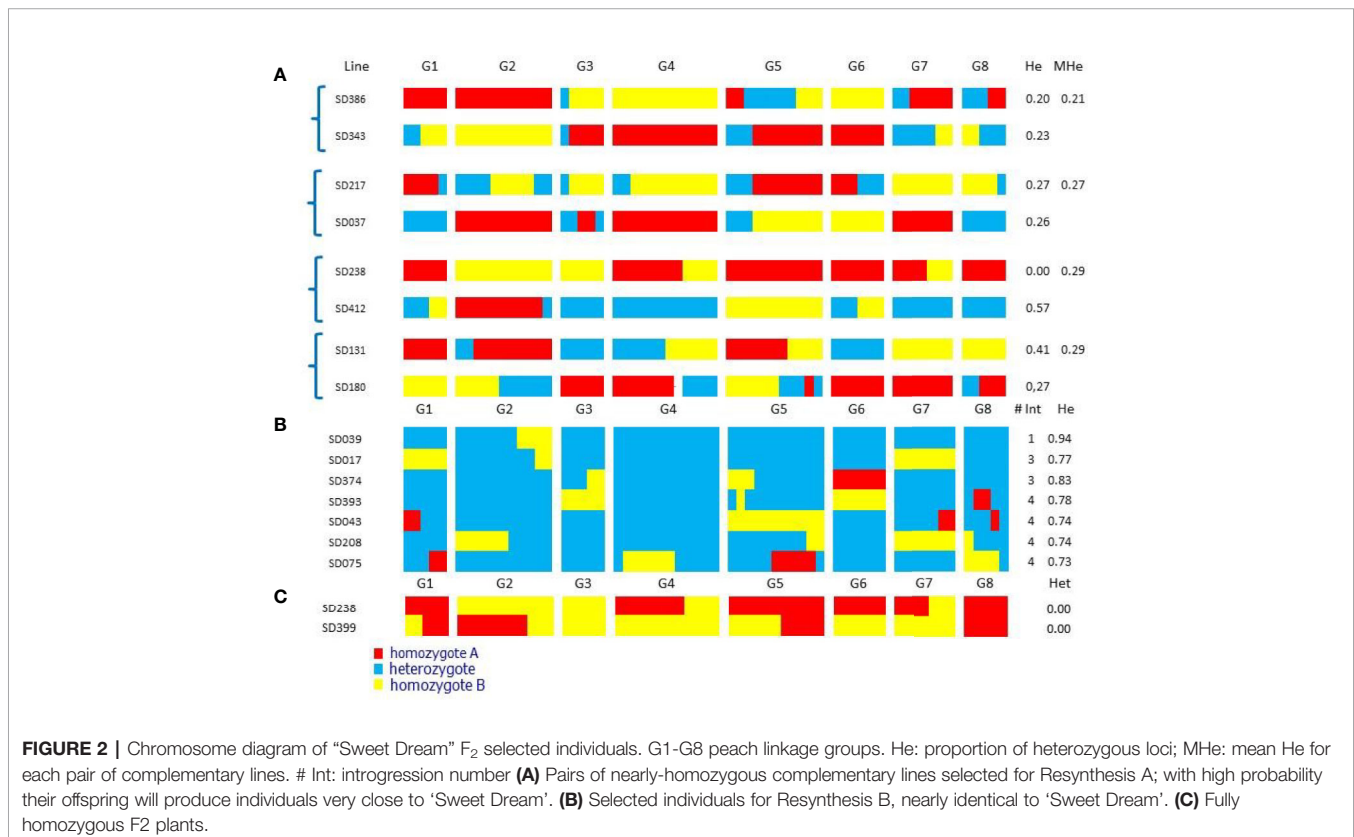 A
Line G1 G2 G3 G4 G5 G6 G7 G8 He MHe
SD386 0.20 0.21
SD343 0.23
SD217 0.27 0.27
SD037 0.26
SD238 0.00 0.29
SD412 0.57
SD131 0.41 0.29
SD180 0,27
G1 G2 G3 G4 G5 G6 G7 G8 # Int He
B
SD039 1 0.94
SD017 3 0.77
SD374 3 0.83
SD393 4 0.78
SD043 4 0.74
SD208 4 0.74
SD075 4 0.73
G1 G2 G3 G4 G5 G6 G7 G8 Het
C
SD238 0.00
SD399 0.00
homozygote A
heterozygote
homozygote B
FIGURE 2 | Chromosome diagram of “Sweet Dream” F2 selected individuals. G1-G8 peach linkage groups. He: proportion of heterozygous loci; MHe: mean He for
each pair of complementary lines. # Int: introgression number (A) Pairs of nearly-homozygous complementary lines selected for Resynthesis A; with high probability
their offspring will produce individuals very close to ‘Sweet Dream’. (B) Selected individuals for Resynthesis B, nearly identical to ‘Sweet Dream’. (C) Fully
homozygous F2 plants.